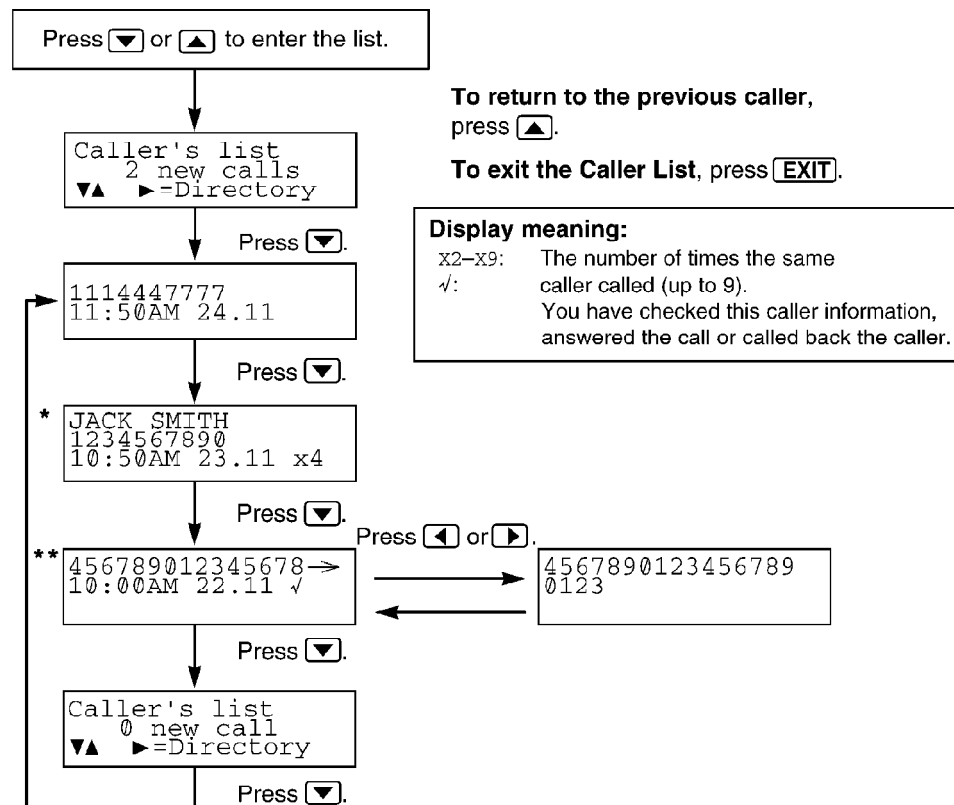 Press ▼ or ▲ to enter the list.
To return to the previous caller,
press ▲.
To exit the Caller List, press EXIT.
Caller's list
2 new calls
▼▲ ►=Directory
Press ▼.
Display meaning:
X2–X9: The number of times the same
√: caller called (up to 9).
You have checked this caller information,
answered the call or called back the caller.
1114447777
11:50AM 24.11
Press ▼.
*
JACK SMITH
1234567890
10:50AM 23.11 x4
Press ▼.
Press ◄ or ►.
**
456789012345678→
10:00AM 22.11 √
4567890123456789
0123
Press ▼.
Caller's list
0 new call
▼▲ ►=Directory
Press ▼.